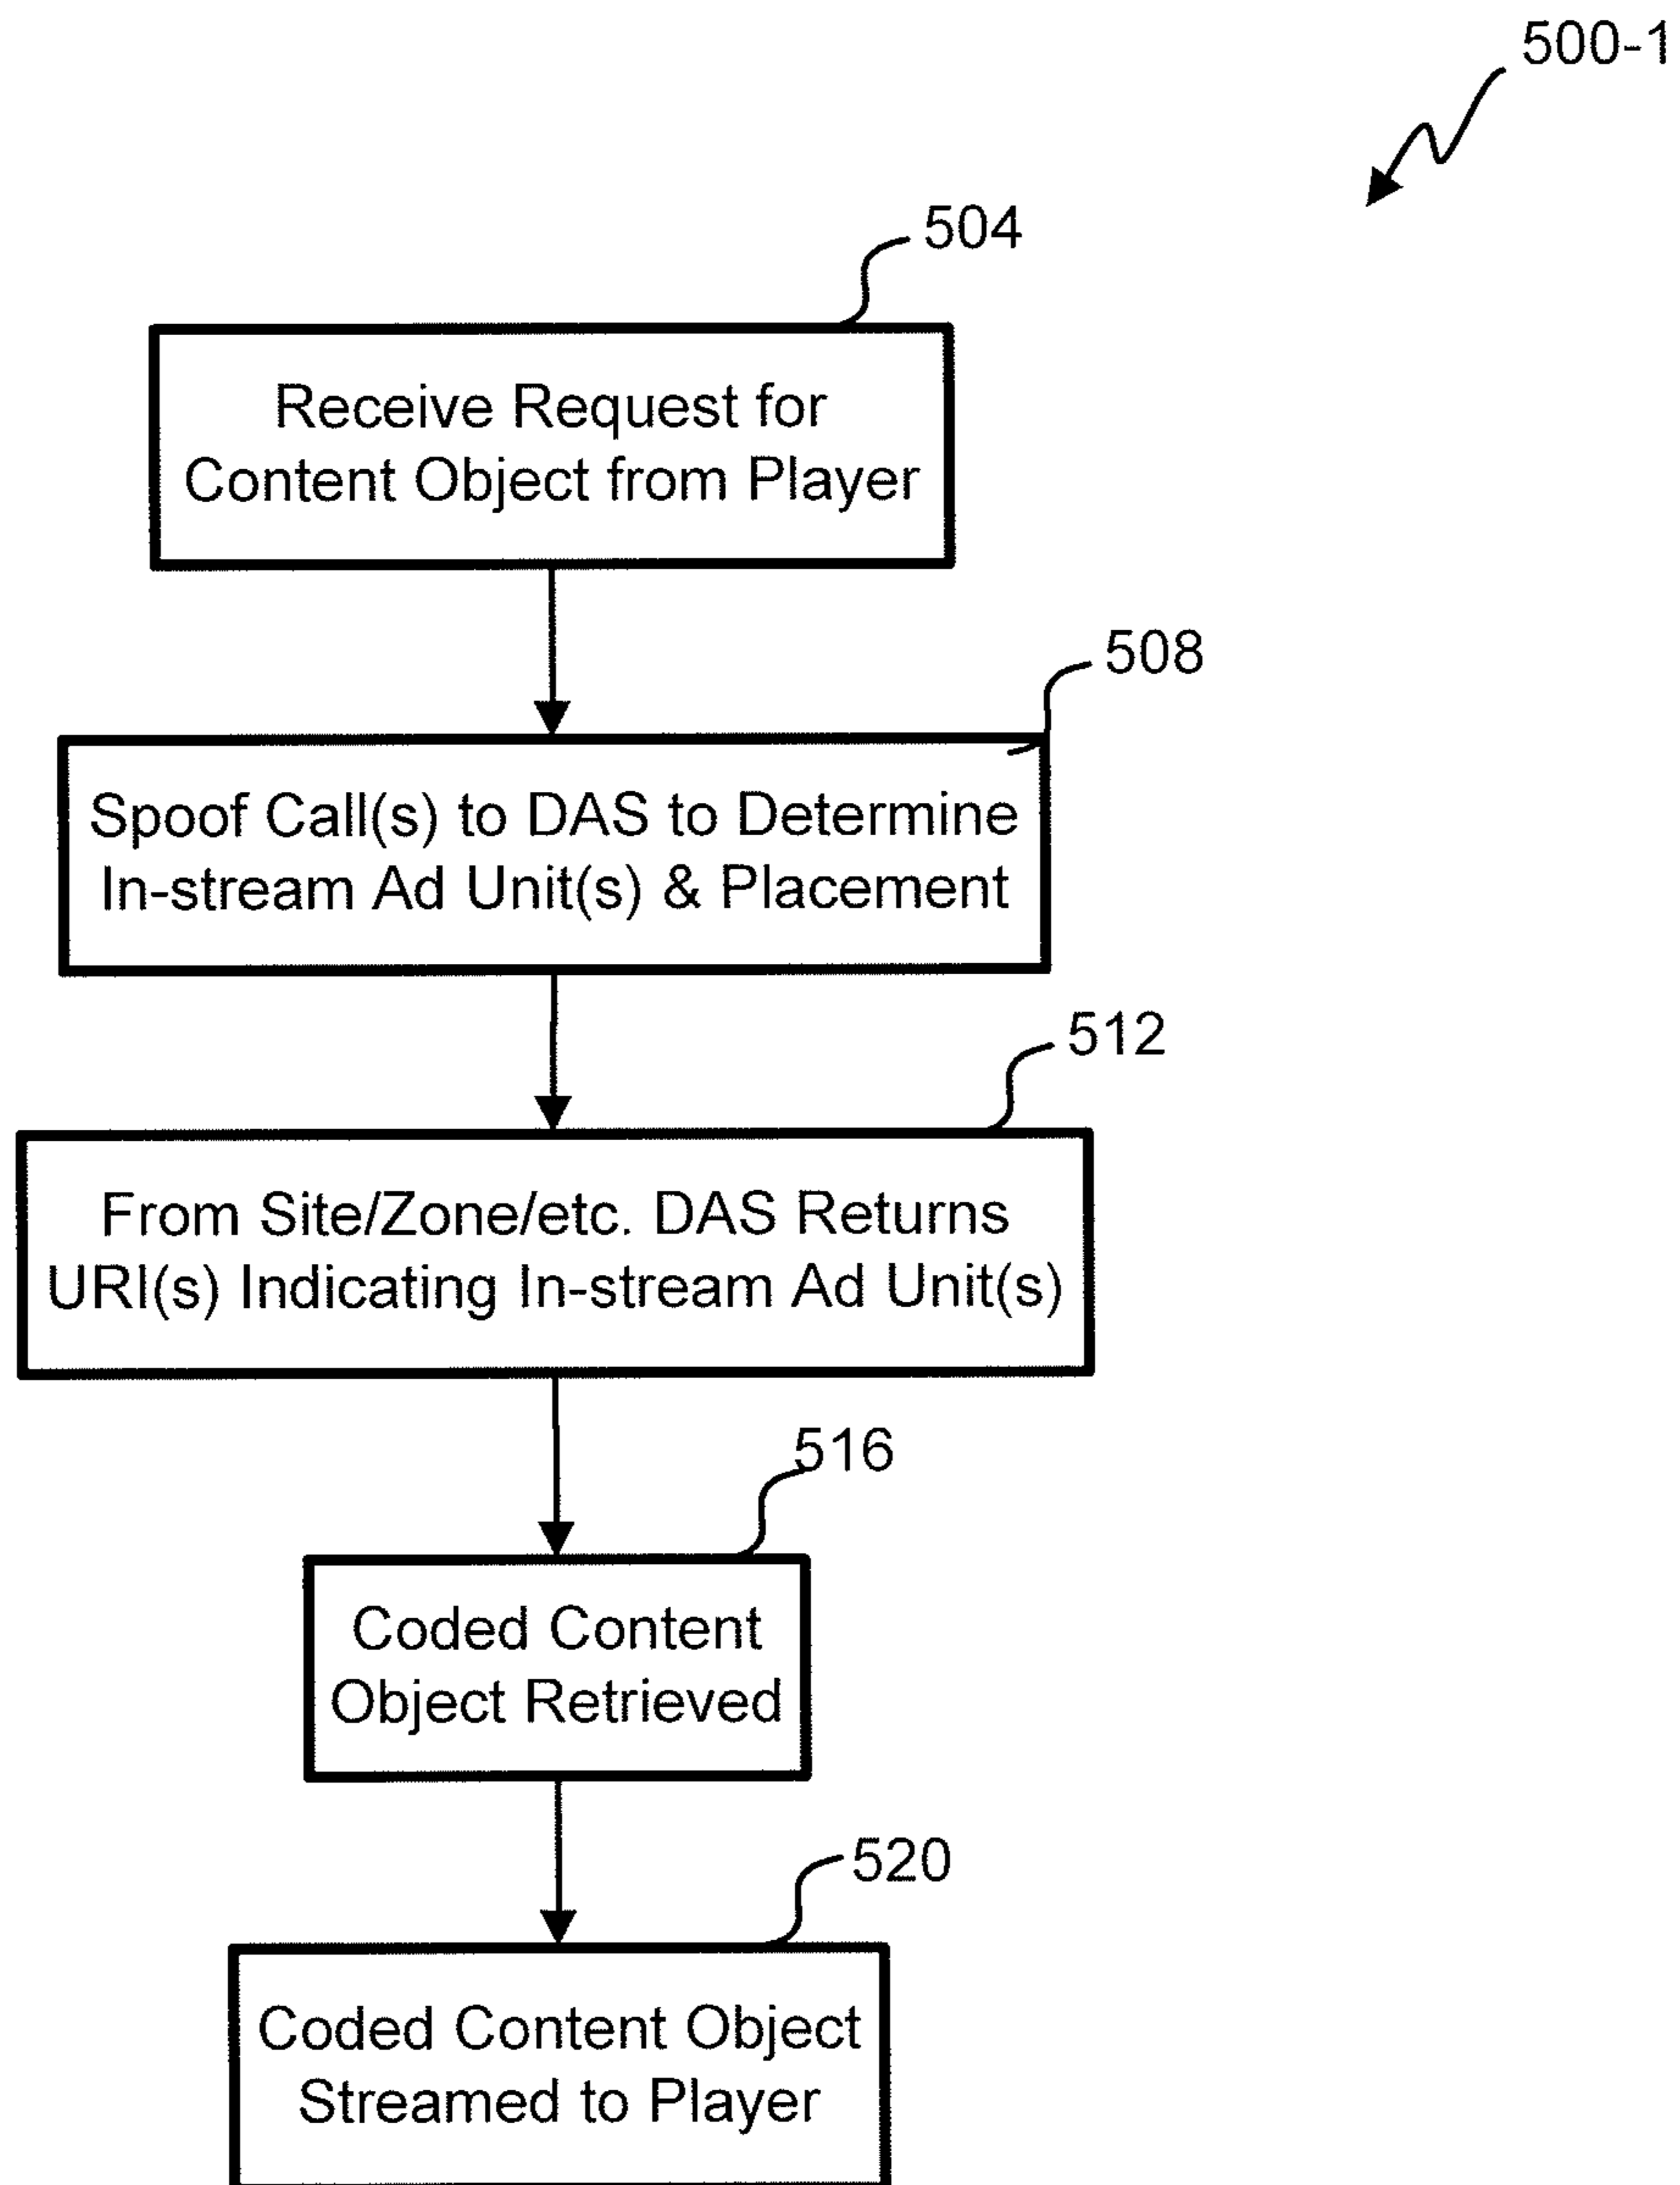 500-1
504
Receive Request for
Content Object from Player
508
Spoof Call(s) to DAS to Determine
In-stream Ad Unit(s) & Placement
512
From Site/Zone/etc. DAS Returns
URI(s) Indicating In-stream Ad Unit(s)
516
Coded Content
Object Retrieved
520
Coded Content Object
Streamed to Player